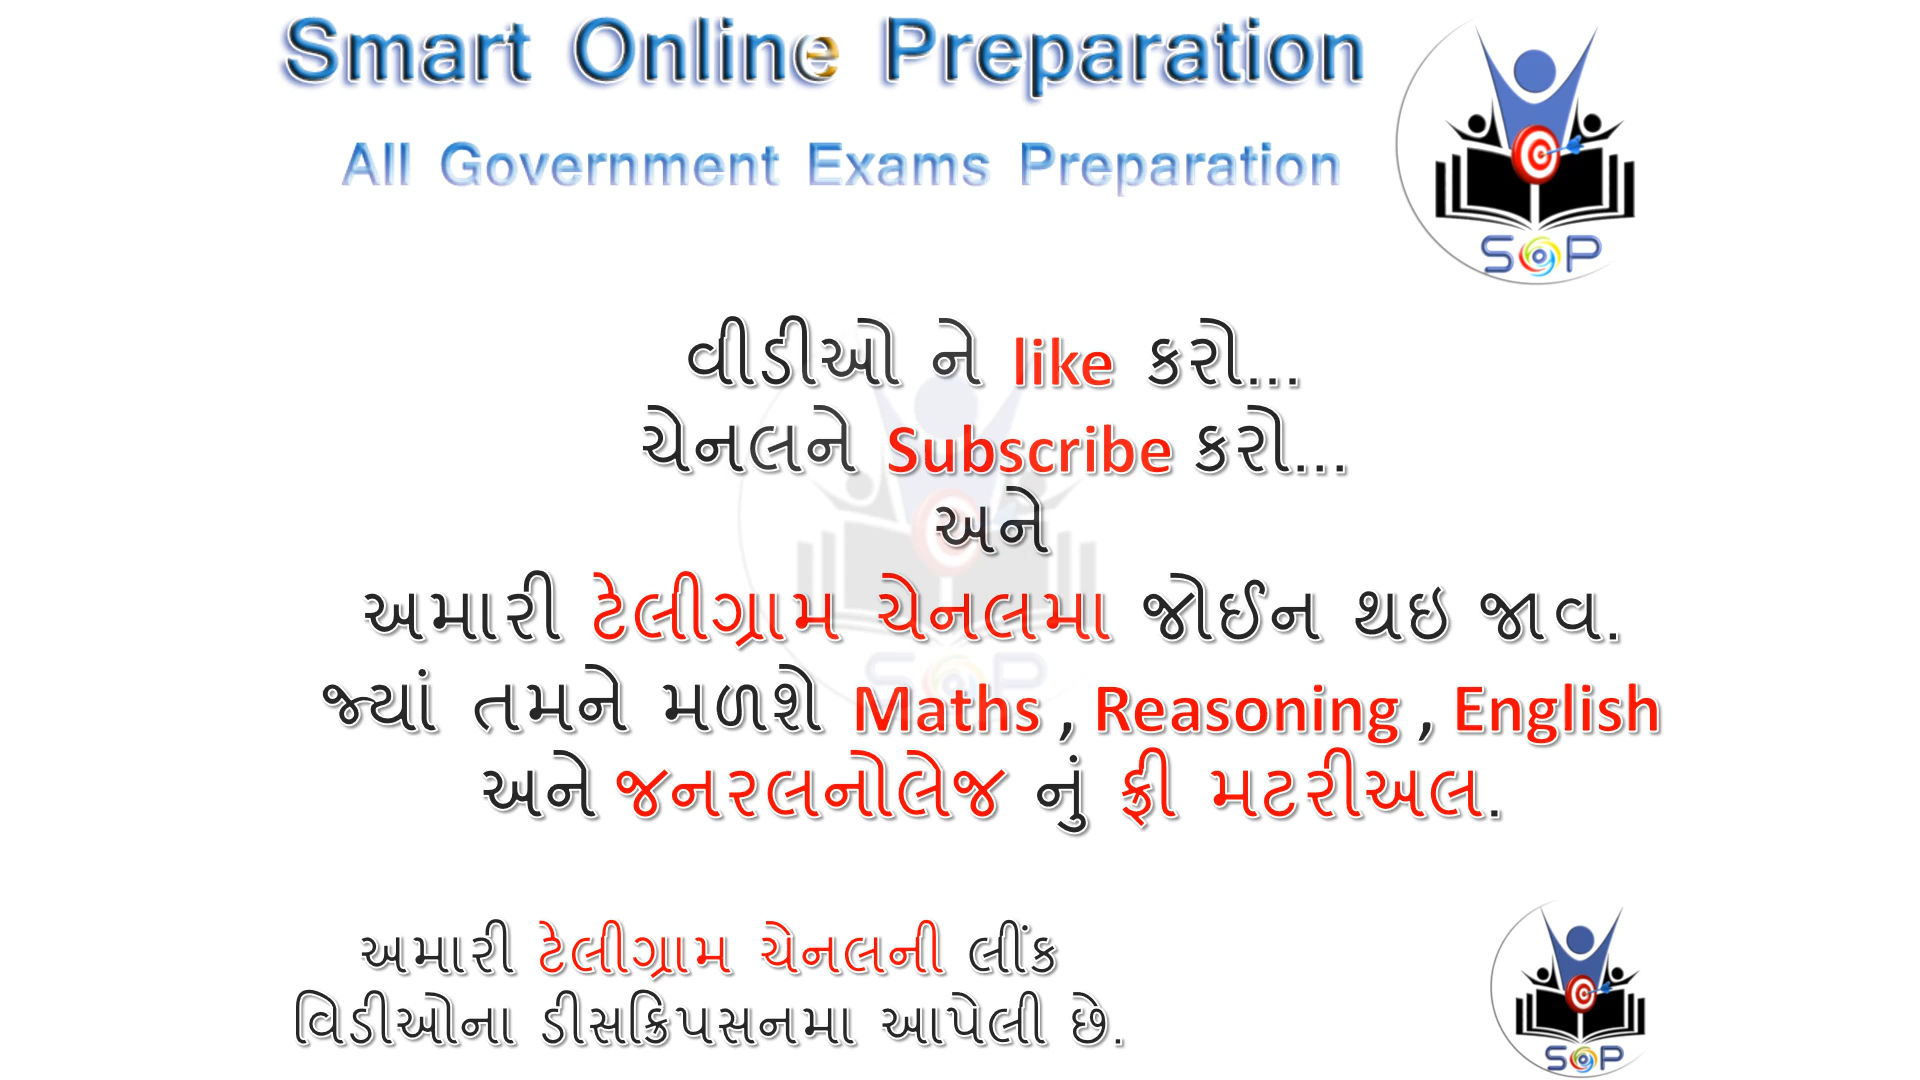 Smart Online Preparation
All Government Exams Preparation
SOP
વીડીઓ ને like કરો...
ચેનલને Subscribe કરો...
અને
અમારી ટેલીગ્રામ ચેનલમા જોઈન થઇ જાવ.
SOP
જ્યાં તમને મળશે Maths , Reasoning , English
અને જનરલનોલેજ નું ફ્રી મટરીઅલ.
અમારી ટેલીગ્રામ ચેનલની લીંક
વિડીઓના ડીસક્રિપસનમા આપેલી છે.
SOP